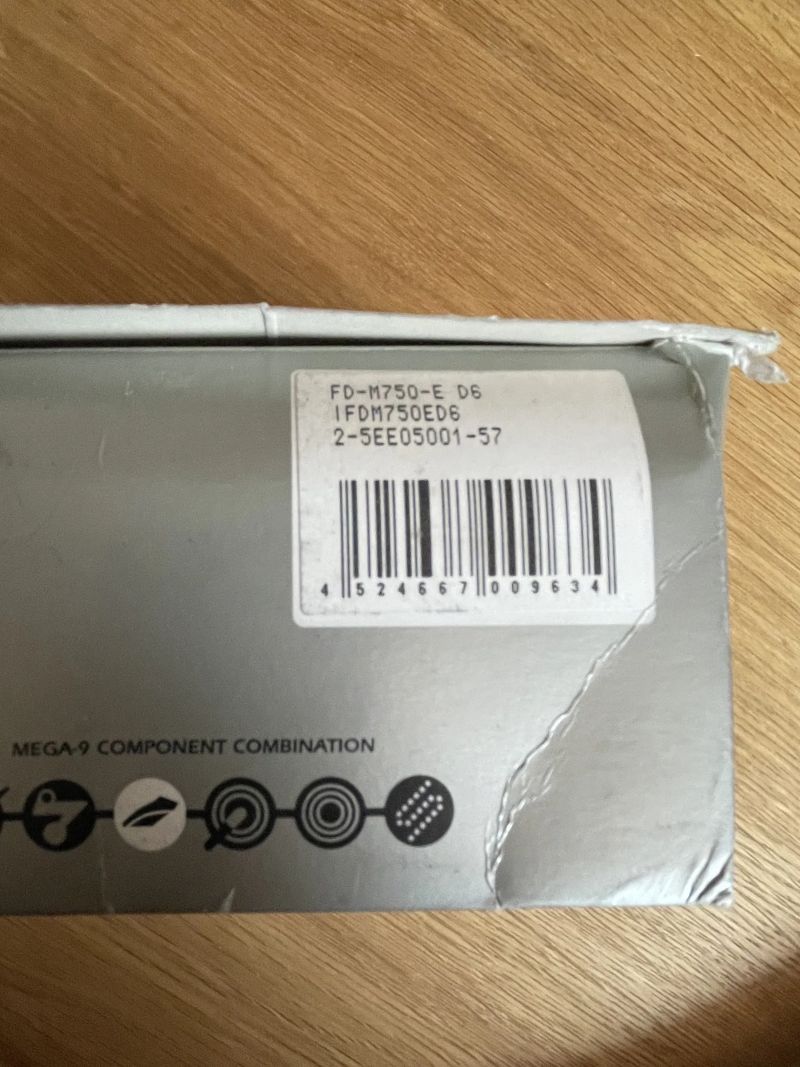 FD-M750-E D6
IFDM750ED6
2-5EE05001-57
4 524667 009634
MEGA-9 COMPONENT COMBINATION